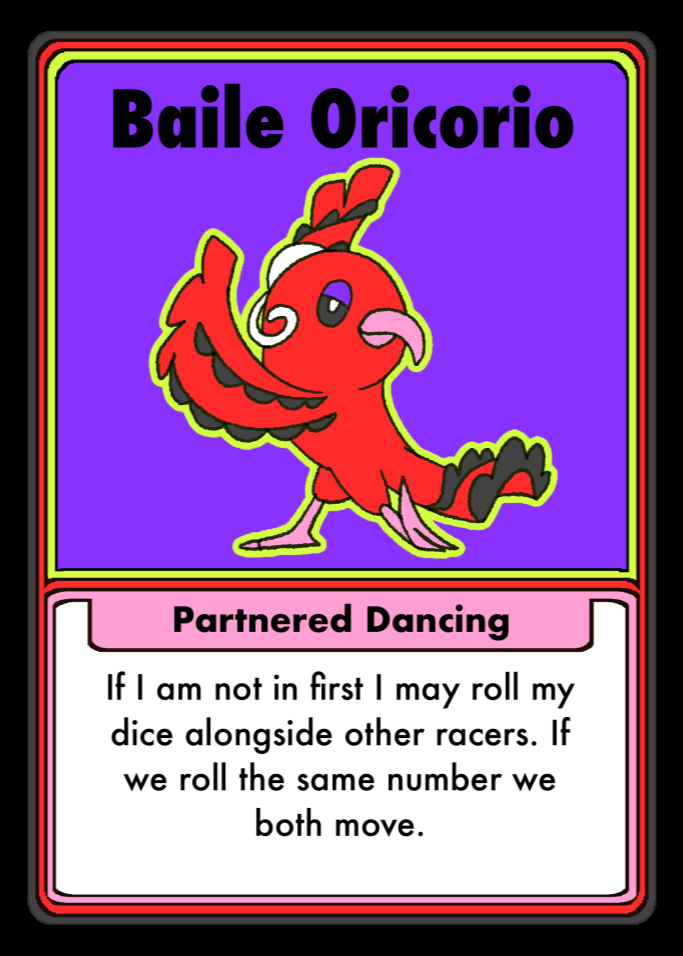 Baile Oricorio
Partnered Dancing
If I am not in first I may roll my
dice alongside other racers. If
we roll the same number we
both move.